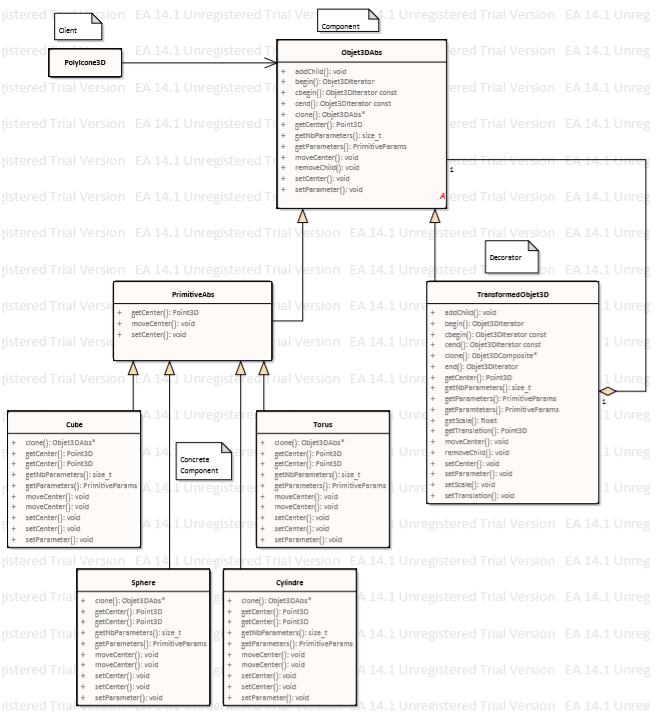 EA 14.1 Unregistered Trial Version
Client
Component
PolyIcone3D
Objet3DAbs
+ addChild(): void
+ begin(): Objet3DIterator
+ cbegin(): Objet3DIterator const
+ cend(): Objet3DIterator const
+ clone(): Objet3DAbs*
+ getCenter(): Point3D
+ getNbParameters(): size_t
+ getParameters(): PrimitiveParams
+ moveCenter(): void
+ removeChild(): void
+ setCenter(): void
+ setParameter(): void
A
1
Decorator
PrimitiveAbs
+ getCenter(): Point3D
+ moveCenter(): void
+ setCenter(): void
TransformedObjet3D
+ addChild(): void
+ begin(): Objet3DIterator
+ cbegin(): Objet3DIterator const
+ cend(): Objet3DIterator const
+ clone(): Objet3DComposite*
+ end(): Objet3DIterator
+ getCenter(): Point3D
+ getNbParameters(): size_t
+ getParameters(): PrimitiveParams
+ getParamteters(): PrimitiveParams
+ getScale(): float
+ getTranslation(): Point3D
+ moveCenter(): void
+ removeChild(): void
+ setCenter(): void
+ setParameter(): void
+ setScale(): void
+ setTranslation(): void
1
Cube
+ clone(): Objet3DAbs*
+ getCenter(): Point3D
+ getCenter(): Point3D
+ getNbParameters(): size_t
+ getParameters(): PrimitiveParams
+ moveCenter(): void
+ moveCenter(): void
+ setCenter(): void
+ setCenter(): void
+ setParameter(): void
Concrete
Component
Torus
+ clone(): Objet3DAbs*
+ getCenter(): Point3D
+ getCenter(): Point3D
+ getNbParameters(): size_t
+ getParameters(): PrimitiveParams
+ moveCenter(): void
+ moveCenter(): void
+ setCenter(): void
+ setCenter(): void
+ setParameter(): void
Sphere
+ clone(): Objet3DAbs*
+ getCenter(): Point3D
+ getCenter(): Point3D
+ getNbParameters(): size_t
+ getParameters(): PrimitiveParams
+ moveCenter(): void
+ moveCenter(): void
+ setCenter(): void
+ setCenter(): void
+ setParameter(): void
Cylindre
+ clone(): Objet3DAbs*
+ getCenter(): Point3D
+ getCenter(): Point3D
+ getNbParameters(): size_t
+ getParameters(): PrimitiveParams
+ moveCenter(): void
+ moveCenter(): void
+ setCenter(): void
+ setCenter(): void
+ setParameter(): void